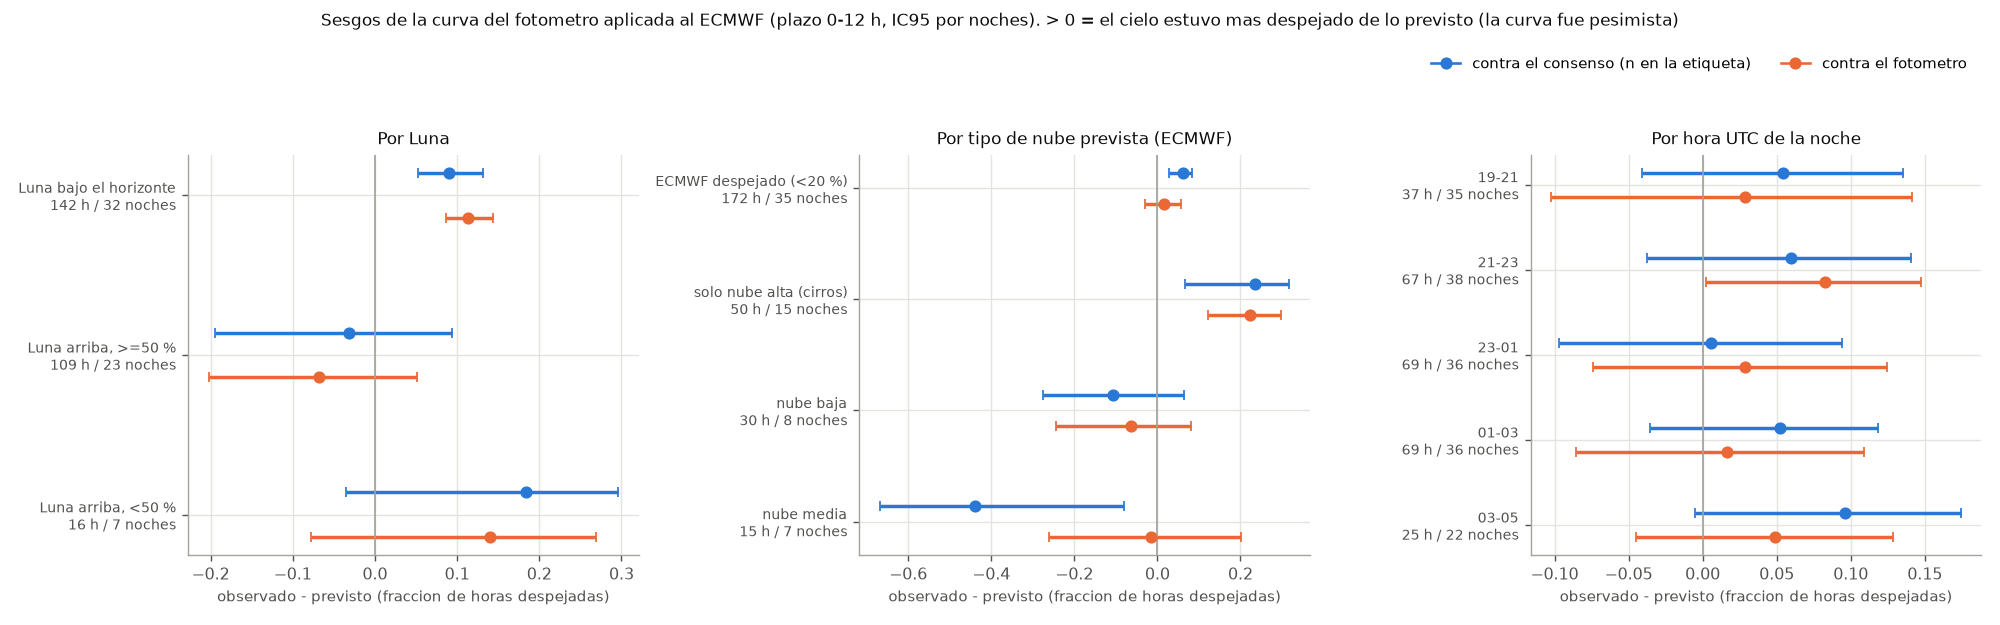 Sesgos de la curva del fotometro aplicada al ECMWF (plazo 0-12 h, IC95 por noches). > 0 = el cielo estuvo mas despejado de lo previsto (la curva fue pesimista)
contra el consenso (n en la etiqueta)
contra el fotometro
Por Luna
Luna bajo el horizonte
142 h / 32 noches
Luna arriba, >=50 %
109 h / 23 noches
Luna arriba, <50 %
16 h / 7 noches
−0.2 −0.1 0.0 0.1 0.2 0.3
observado - previsto (fraccion de horas despejadas)
Por tipo de nube prevista (ECMWF)
ECMWF despejado (<20 %)
172 h / 35 noches
solo nube alta (cirros)
50 h / 15 noches
nube baja
30 h / 8 noches
nube media
15 h / 7 noches
−0.6 −0.4 −0.2 0.0 0.2
observado - previsto (fraccion de horas despejadas)
Por hora UTC de la noche
19-21
37 h / 35 noches
21-23
67 h / 38 noches
23-01
69 h / 36 noches
01-03
69 h / 36 noches
03-05
25 h / 22 noches
−0.10 −0.05 0.00 0.05 0.10 0.15
observado - previsto (fraccion de horas despejadas)